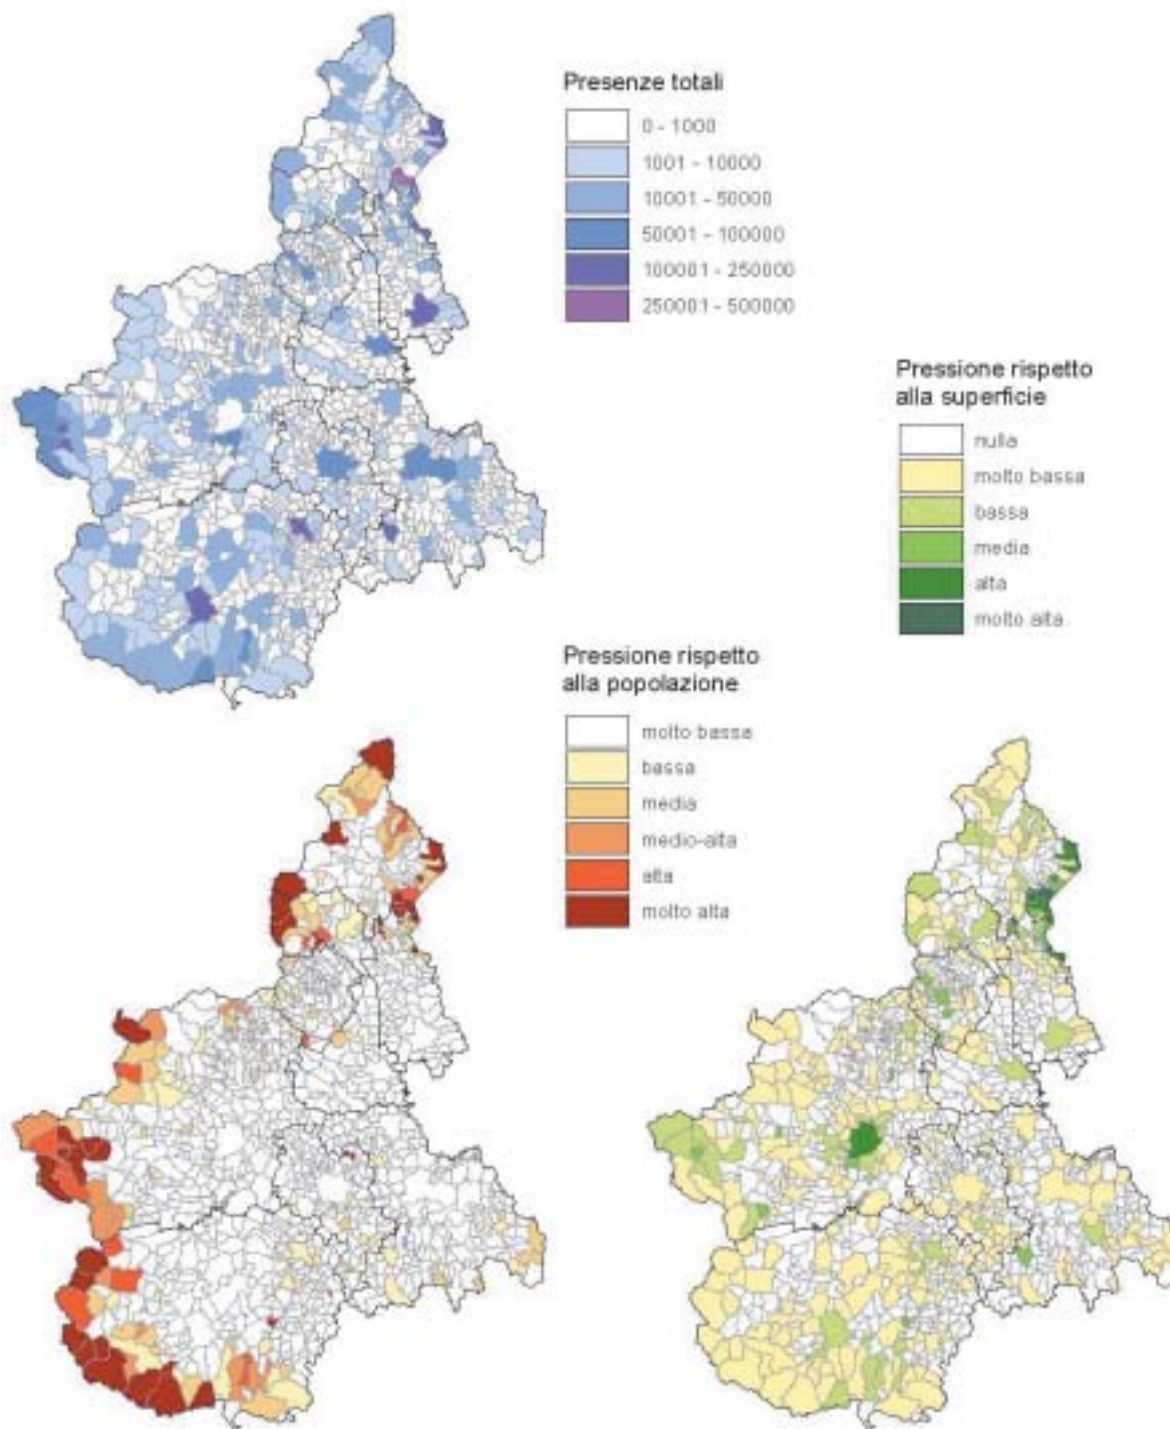 Presenze totali
0 - 1000
1001 - 10000
10001 - 50000
50001 - 100000
100001 - 250000
250001 - 500000
Pressione rispetto
alla superficie
nulla
molto bassa
bassa
media
alta
molto alta
Pressione rispetto
alla popolazione
molto bassa
bassa
media
medio-alta
alta
molto alta